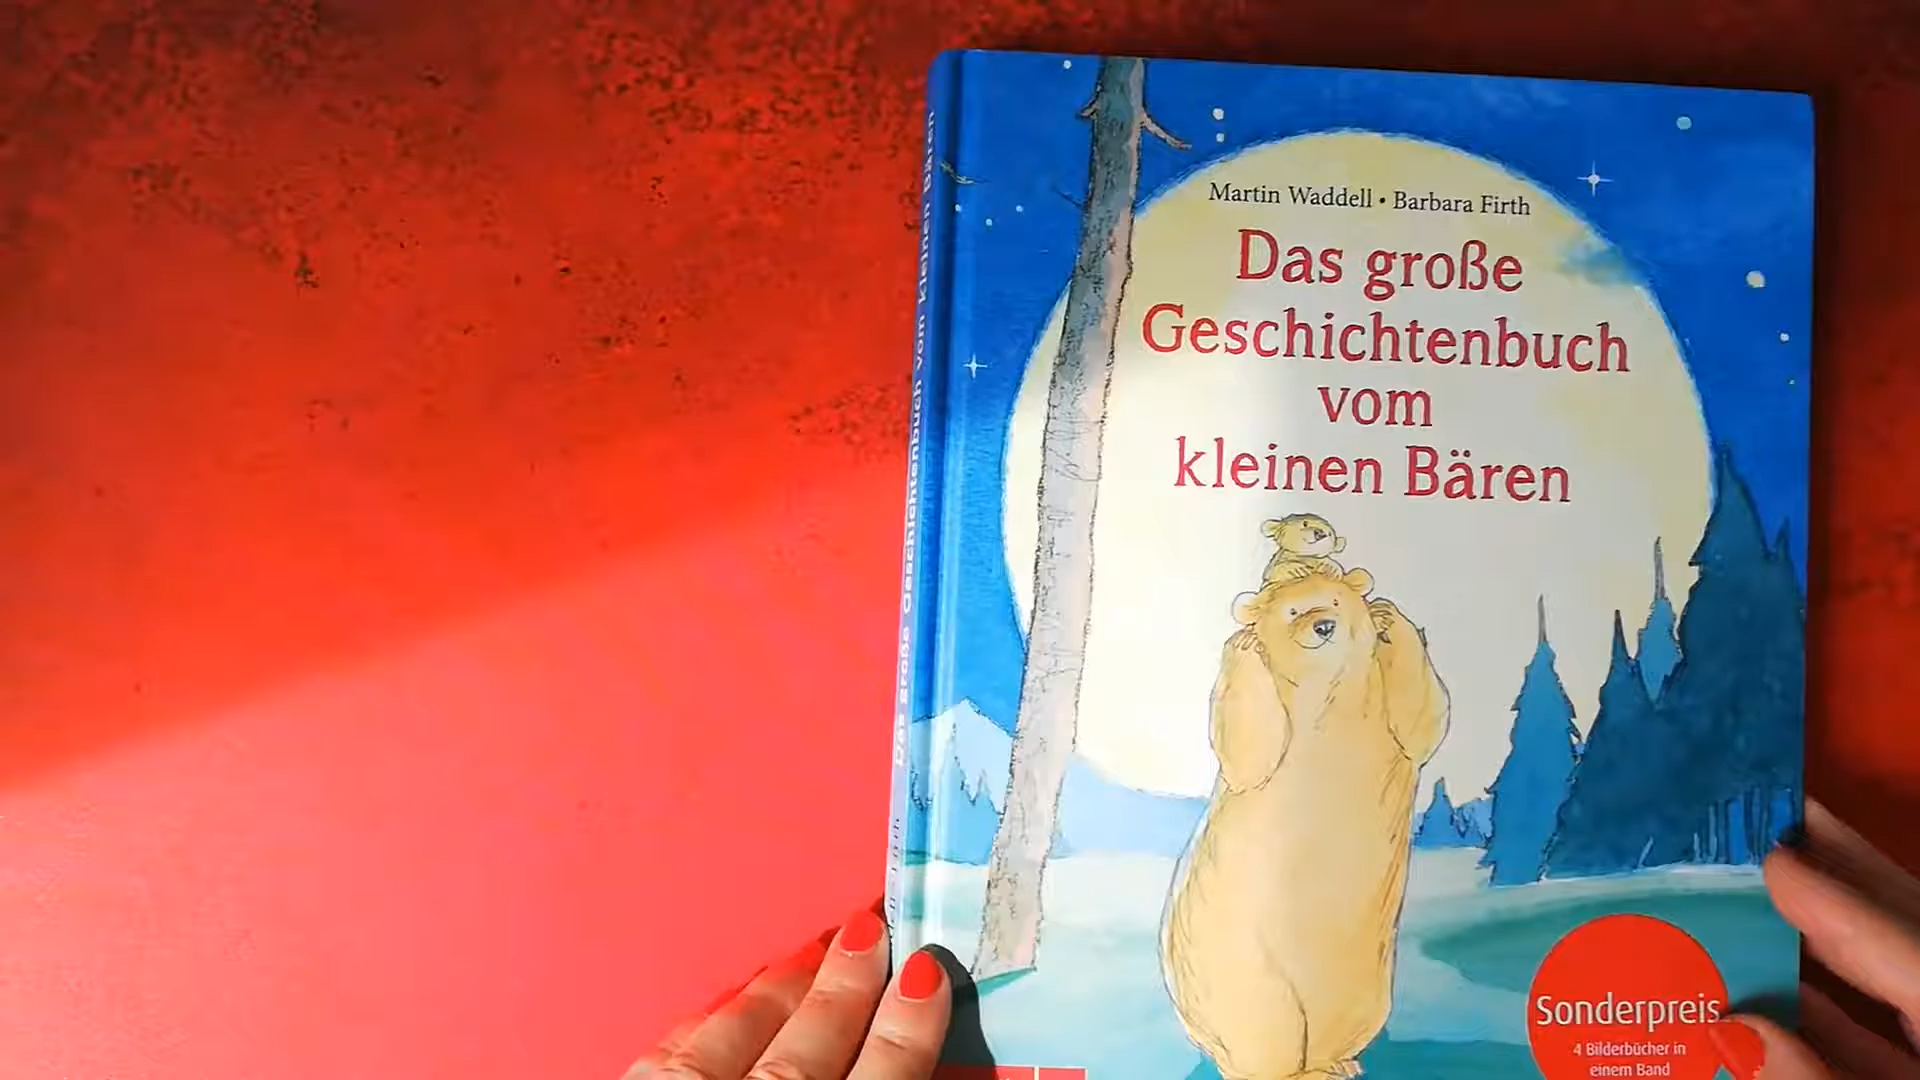 Martin Waddell • Barbara Firth
Das große
Geschichtenbuch
vom
kleinen Bären
Das große Geschichtenbuch vom kleinen Bären
Sonderpreis
4 Bilderbücher in
einem Band